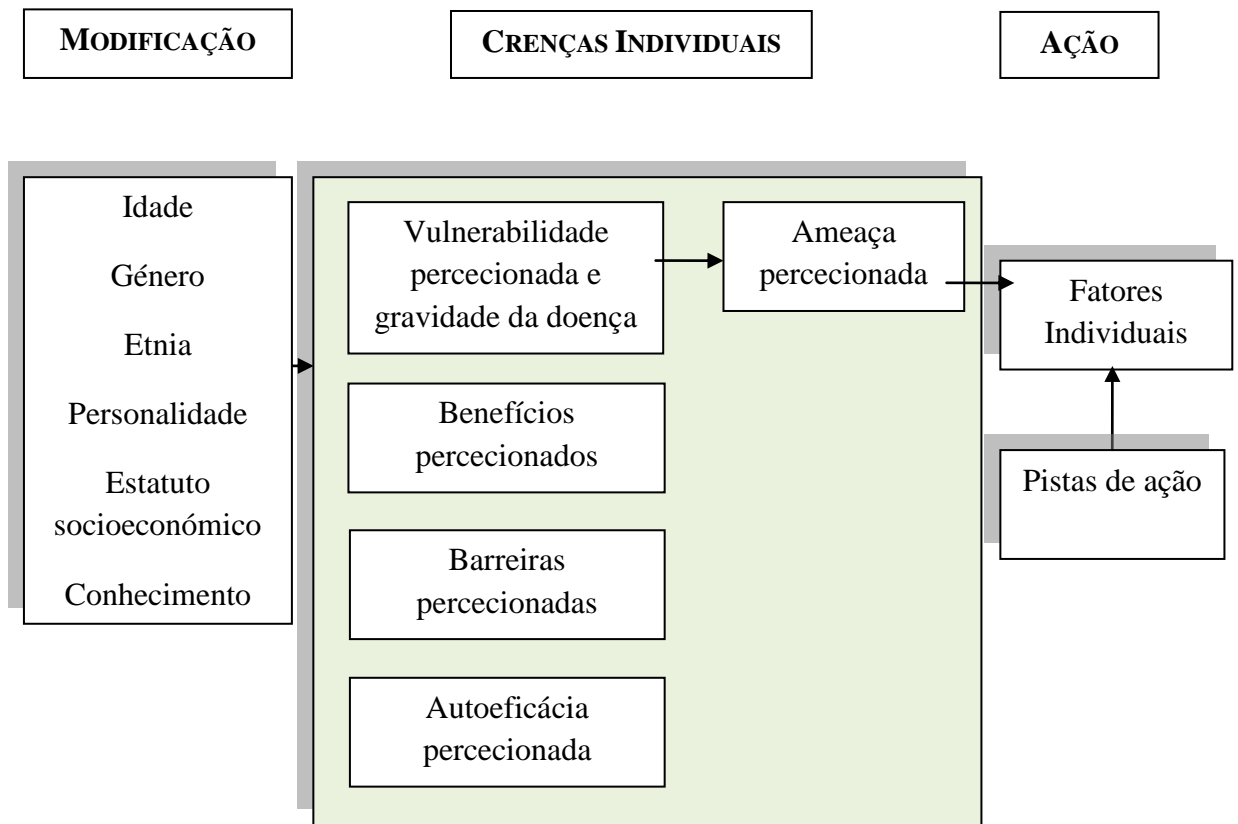 MODIFICAÇÃO
CRENÇAS INDIVIDUAIS
AÇÃO
Idade
Género
Etnia
Personalidade
Estatuto
socioeconómico
Conhecimento
Vulnerabilidade
percecionada e
gravidade da doença
Ameaça
percecionada
Benefícios
percecionados
Barreiras
percecionadas
Autoeficácia
percecionada
Fatores
Individuais
Pistas de ação